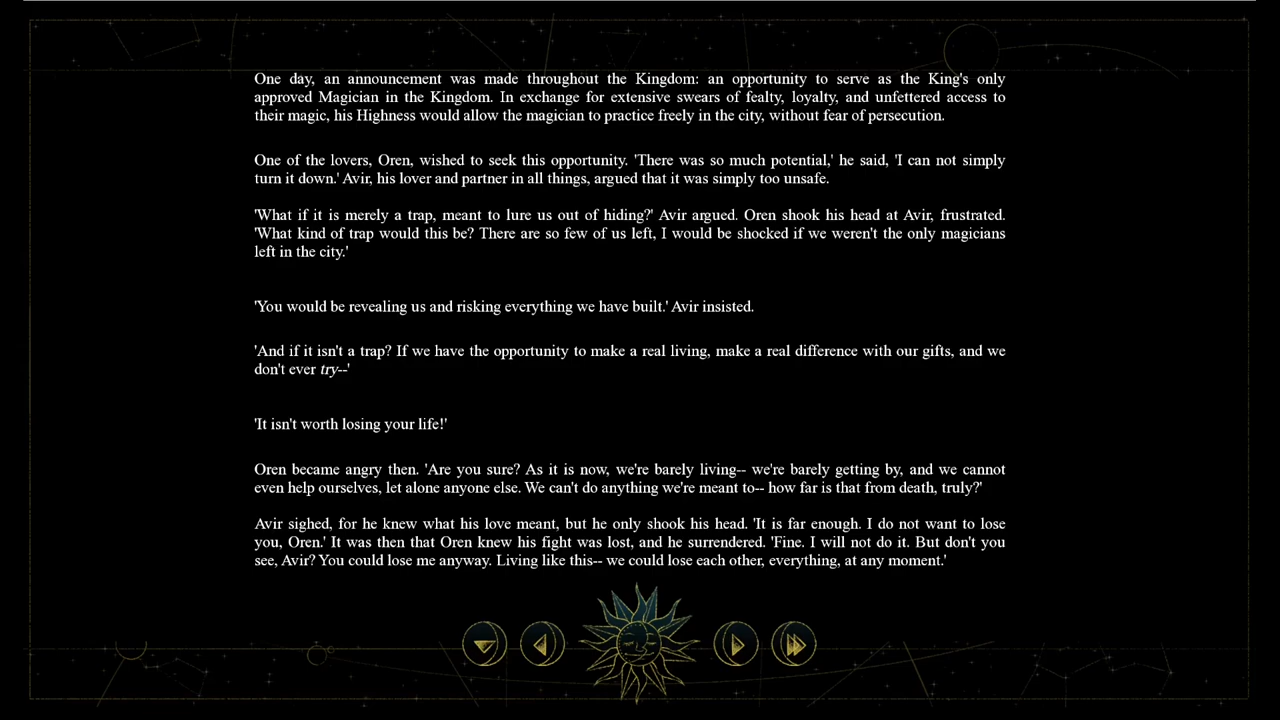 One day, an announcement was made throughout the Kingdom: an opportunity to serve as the King's only
approved Magician in the Kingdom. In exchange for extensive swears of fealty, loyalty, and unfettered access to
their magic, his Highness would allow the magician to practice freely in the city, without fear of persecution.
One of the lovers, Oren, wished to seek this opportunity. 'There was so much potential,' he said, 'I can not simply
turn it down.' Avir, his lover and partner in all things, argued that it was simply too unsafe.
'What if it is merely a trap, meant to lure us out of hiding?' Avir argued. Oren shook his head at Avir, frustrated.
'What kind of trap would this be? There are so few of us left, I would be shocked if we weren't the only magicians
left in the city.'
'You would be revealing us and risking everything we have built.' Avir insisted.
'And if it isn't a trap? If we have the opportunity to make a real living, make a real difference with our gifts, and we
don't ever try--'
'It isn't worth losing your life!'
Oren became angry then. 'Are you sure? As it is now, we're barely living-- we're barely getting by, and we cannot
even help ourselves, let alone anyone else. We can't do anything we're meant to-- how far is that from death, truly?'
Avir sighed, for he knew what his love meant, but he only shook his head. 'It is far enough. I do not want to lose
you, Oren.' It was then that Oren knew his fight was lost, and he surrendered. 'Fine. I will not do it. But don't you
see, Avir? You could lose me anyway. Living like this-- we could lose each other, everything, at any moment.'